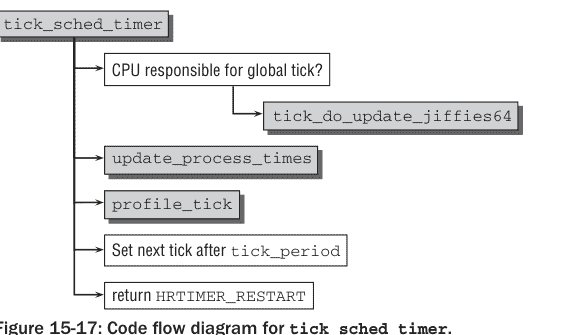 tick_sched_timer
CPU responsible for global tick?
tick_do_update_jiffies64
update_process_times
profile_tick
Set next tick after tick_period
return HRTIMER_RESTART
Figure 15-17: Code flow diagram for tick_sched_timer.